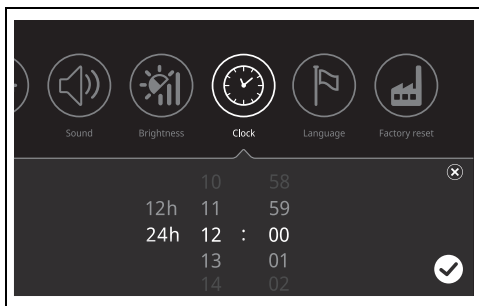 Sound Brightness Clock Language Factory reset
10 58
12h 11 59
24h 12 : 00
13 01
14 02